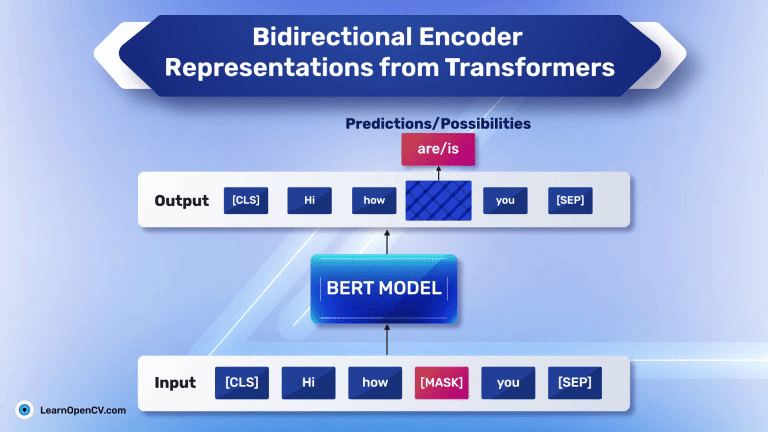 Bidirectional Encoder
Representations from Transformers
Predictions/Possibilities
are/is
Output [CLS] Hi how you [SEP]
BERT MODEL
Input [CLS] Hi how [MASK] you [SEP]
LearnOpenCV.com